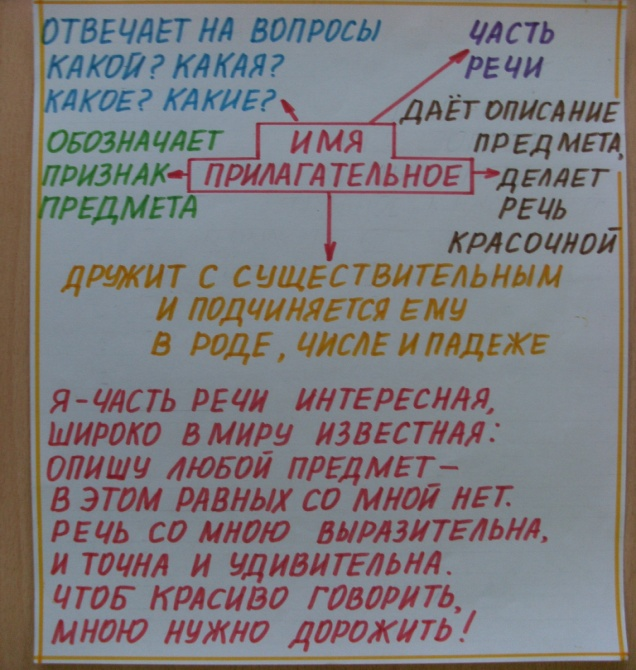 ОТВЕЧАЕТ НА ВОПРОСЫ
КАКОЙ? КАКАЯ?
КАКОЕ? КАКИЕ?
ЧАСТЬ
РЕЧИ
ОБОЗНАЧАЕТ
ПРИЗНАК
ПРЕДМЕТА
ИМЯ
ПРИЛАГАТЕЛЬНОЕ
ДАЁТ ОПИСАНИЕ
ПРЕДМЕТА,
ДЕЛАЕТ
РЕЧЬ
КРАСОЧНОЙ
ДРУЖИТ С СУЩЕСТВИТЕЛЬНЫМ
И ПОДЧИНЯЕТСЯ ЕМУ
В РОДЕ, ЧИСЛЕ И ПАДЕЖЕ
Я-ЧАСТЬ РЕЧИ ИНТЕРЕСНАЯ,
ШИРОКО В МИРУ ИЗВЕСТНАЯ:
ОПИШУ ЛЮБОЙ ПРЕДМЕТ—
В ЭТОМ РАВНЫХ СО МНОЙ НЕТ.
РЕЧЬ СО МНОЮ ВЫРАЗИТЕЛЬНА,
И ТОЧНА И УДИВИТЕЛЬНА.
ЧТОБ КРАСИВО ГОВОРИТЬ,
МНОЮ НУЖНО ДОРОЖИТЬ!